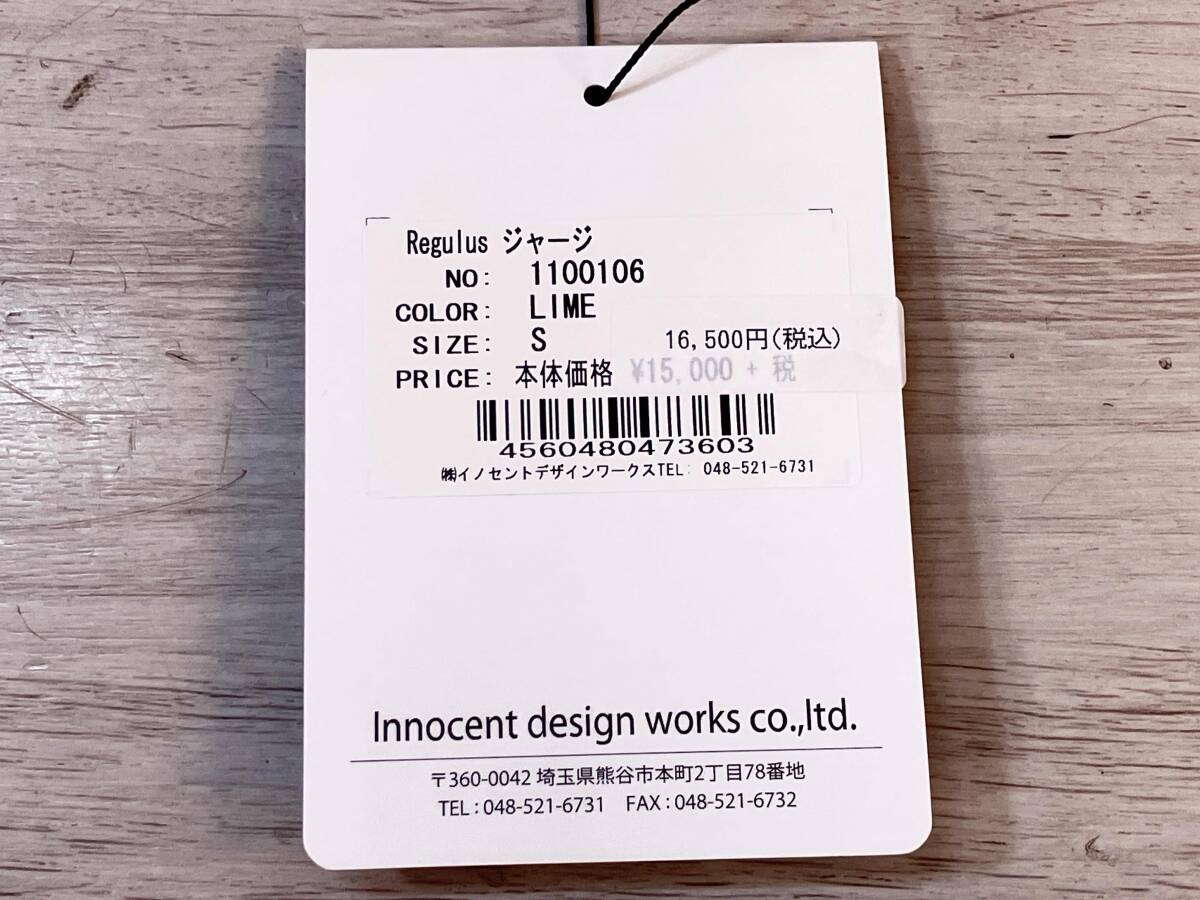 Regulus ジャージ
NO: 1100106
COLOR: LIME
SIZE: S 16,500円(税込)
PRICE: 本体価格 ¥15,000 + 税
4560480473603
㈱イノセントデザインワークスTEL: 048-521-6731
Innocent design works co.,ltd.
〒360-0042 埼玉県熊谷市本町2丁目78番地
TEL:048-521-6731 FAX:048-521-6732